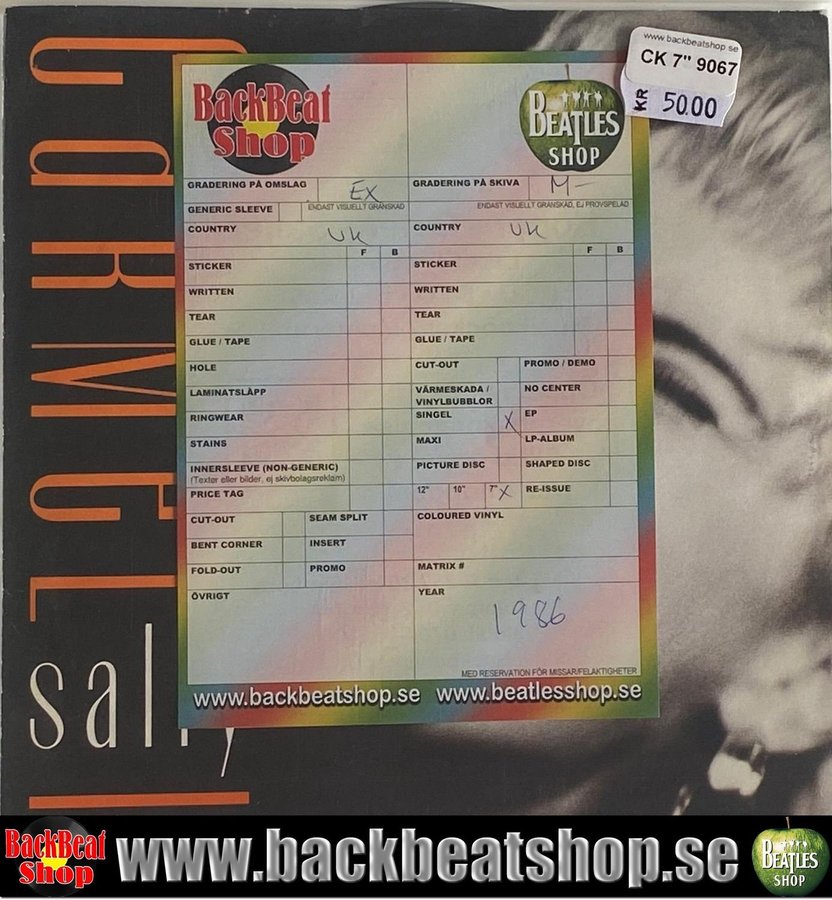 CARMEL
sally
www.backbeatshop.se
CK 7" 9067
KR 50.00
BackBeat
Shop
BEATLES
SHOP
GRADERING PÅ OMSLAG EX
GRADERING PÅ SKIVA M-
GENERIC SLEEVE
ENDAST VISUELLT GRANSKAD
ENDAST VISUELLT GRANSKAD, EJ PROVSPELAD
COUNTRY UK
COUNTRY UK
F B
F B
STICKER
STICKER
WRITTEN
WRITTEN
TEAR
TEAR
GLUE / TAPE
GLUE / TAPE
HOLE
CUT-OUT
PROMO / DEMO
LAMINATSLÄPP
VÄRMESKADA /
VINYLBUBBLOR
NO CENTER
RINGWEAR
SINGEL X
EP
STAINS
MAXI
LP-ALBUM
INNERSLEEVE (NON-GENERIC)
(Texter eller bilder, ej skivbolagsreklam)
PICTURE DISC
SHAPED DISC
PRICE TAG
12" 10" 7" X
RE-ISSUE
CUT-OUT
SEAM SPLIT
COLOURED VINYL
BENT CORNER
INSERT
FOLD-OUT
PROMO
MATRIX #
ÖVRIGT
YEAR
1986
MED RESERVATION FÖR MISSAR/FELAKTIGHETER
www.backbeatshop.se www.beatlesshop.se
BackBeat
Shop
www.backbeatshop.se
BEATLES
SHOP